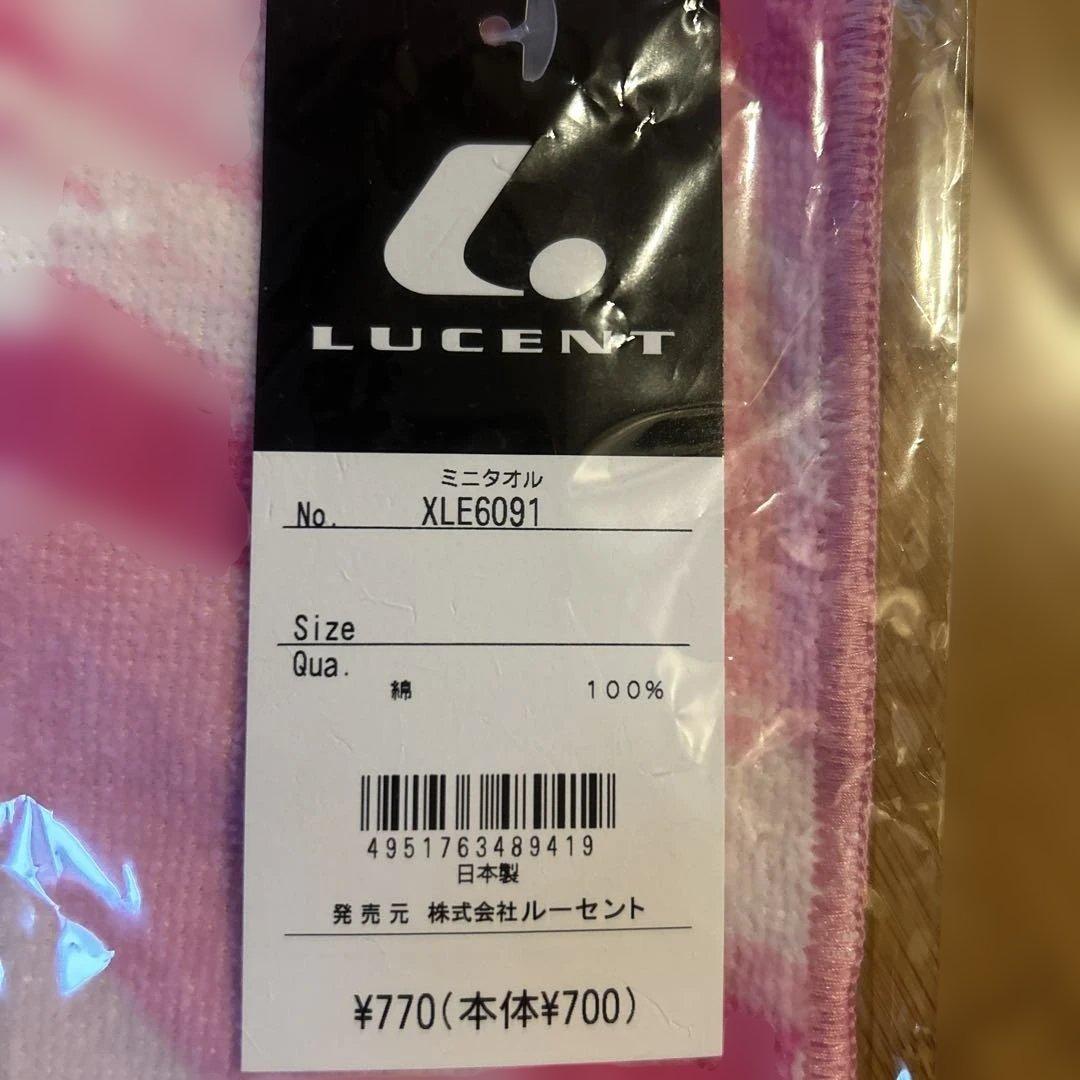 LUCENT
ミニタオル
No. XLE6091
Size
Qua.
綿 100%
4951763489419
日本製
発売元 株式会社ルーセント
¥770(本体¥700)